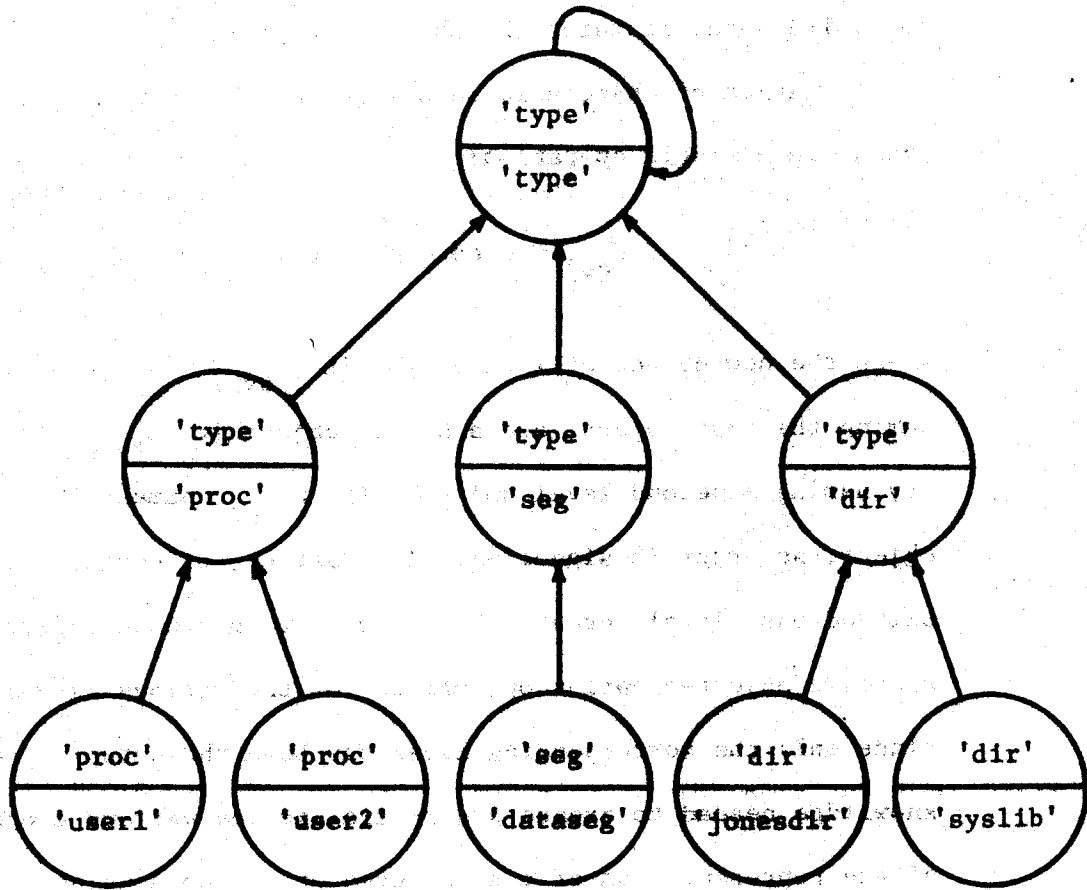 'type'
'type'
'type' 'type' 'type'
'proc' 'seg' 'dir'
'proc' 'proc' 'seg' 'dir' 'dir'
'user1' 'user2' 'dataseg' 'jonesdir' 'syslib'